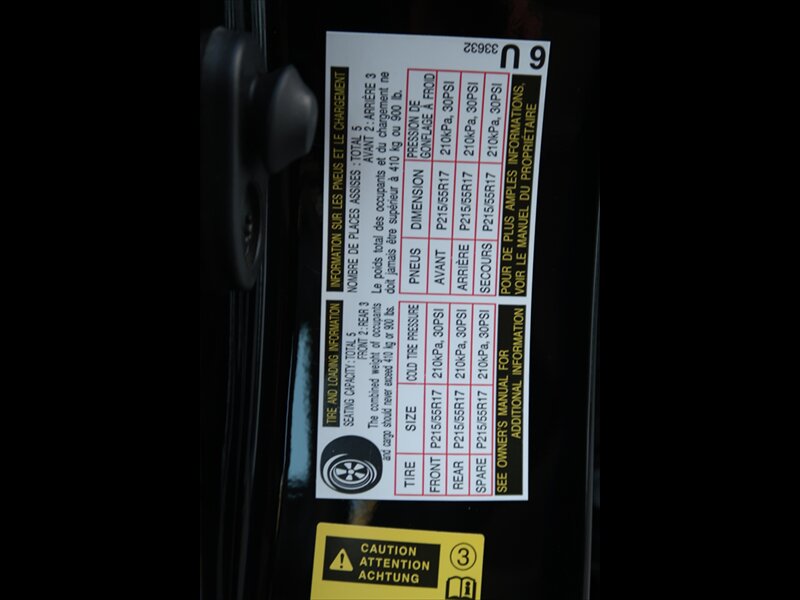 TIRE AND LOADING INFORMATION
SEATING CAPACITY : TOTAL 5
FRONT 2 : REAR 3
The combined weight of occupants
and cargo should never exceed 410 kg or 900 lbs.
TIRE SIZE COLD TIRE PRESSURE
FRONT P215/55R17 210kPa, 30PSI
REAR P215/55R17 210kPa, 30PSI
SPARE P215/55R17 210kPa, 30PSI
SEE OWNER'S MANUAL FOR
ADDITIONAL INFORMATION
INFORMATION SUR LES PNEUS ET LE CHARGEMENT
NOMBRE DE PLACES ASSISES : TOTAL 5
AVANT 2 : ARRIÈRE 3
Le poids total des occupants et du chargement ne
doit jamais être supérieur à 410 kg ou 900 lb.
PNEUS DIMENSION PRESSION DE
GONFLAGE À FROID
AVANT P215/55R17 210kPa, 30PSI
ARRIÈRE P215/55R17 210kPa, 30PSI
SECOURS P215/55R17 210kPa, 30PSI
POUR DE PLUS AMPLES INFORMATIONS,
VOIR LE MANUEL DU PROPRIÉTAIRE
33632
6U
CAUTION
ATTENTION
ACHTUNG
3